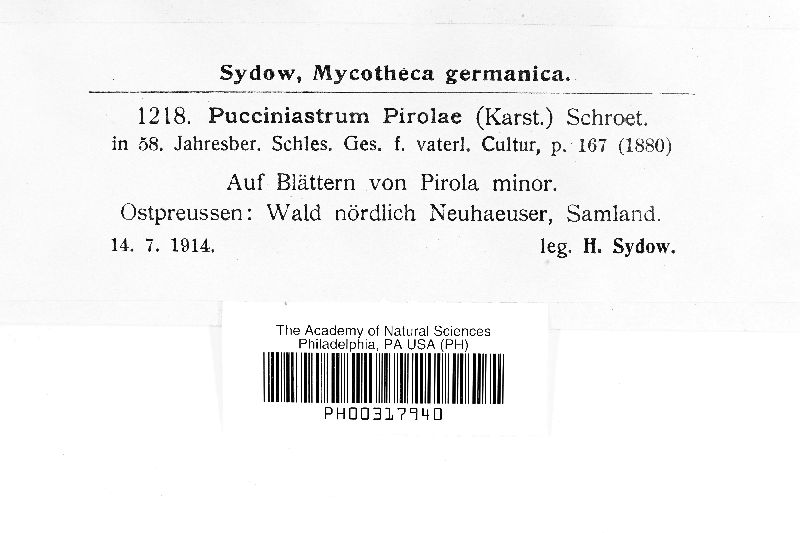 Sydow, Mycotheca germanica.
1218. Pucciniastrum Pirolae (Karst.) Schroet.
in 58. Jahresber. Schles. Ges. f. vaterl. Cultur, p. 167 (1880)
Auf Blättern von Pirola minor.
Ostpreussen: Wald nördlich Neuhaeuser, Samland.
14. 7. 1914. leg. H. Sydow.
The Academy of Natural Sciences
Philadelphia, PA USA (PH)
PH00317940